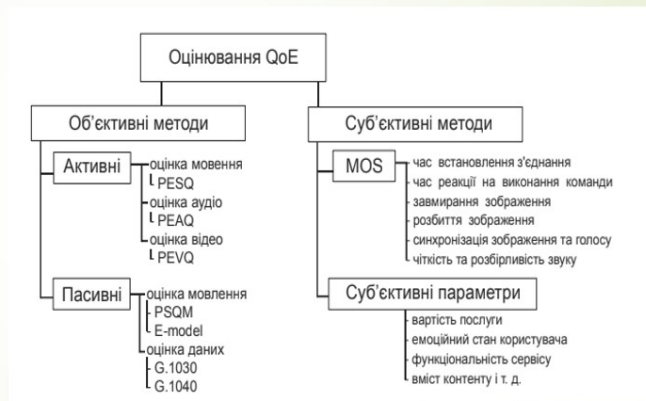 Оцінювання QoE
Об'єктивні методи
Активні
оцінка мовення
PESQ
оцінка аудіо
PEAQ
оцінка відео
PEVQ
Пасивні
оцінка мовлення
PSQM
E-model
оцінка даних
G.1030
G.1040
Суб'єктивні методи
MOS
час встановлення з'єднання
час реакції на виконання команди
завмирання зображення
розбиття зображення
синхронізація зображення та голосу
чіткість та розбірливість звуку
Суб'єктивні параметри
вартість послуги
емоційний стан користувача
функціональність сервісу
вміст контенту і т. д.